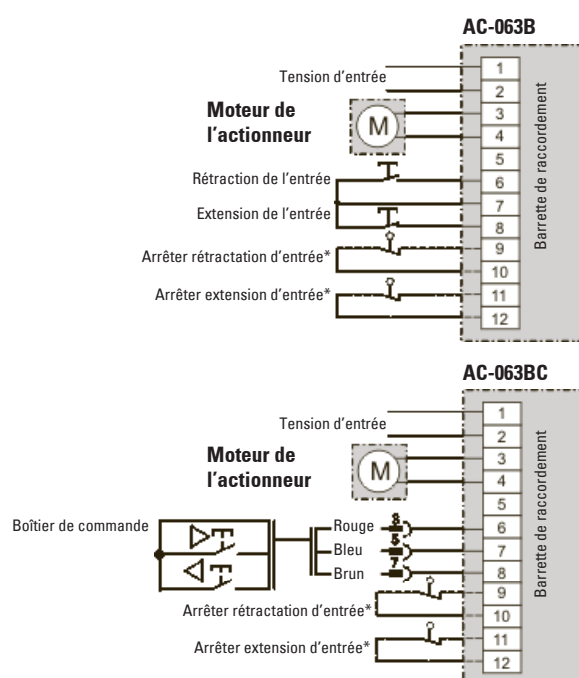 AC-063B
1
Tension d'entrée
2
Moteur de
l'actionneur
3
M
4
5
Rétraction de l'entrée
6
7
Extension de l'entrée
8
Arrêter rétractation d'entrée*
9
10
Arrêter extension d'entrée*
11
12
Barrette de raccordement
AC-063BC
1
Tension d'entrée
2
Moteur de
l'actionneur
3
M
4
5
Boîtier de commande
Rouge
3
6
Bleu
5
7
Brun
7
8
Arrêter rétractation d'entrée*
9
10
Arrêter extension d'entrée*
11
12
Barrette de raccordement